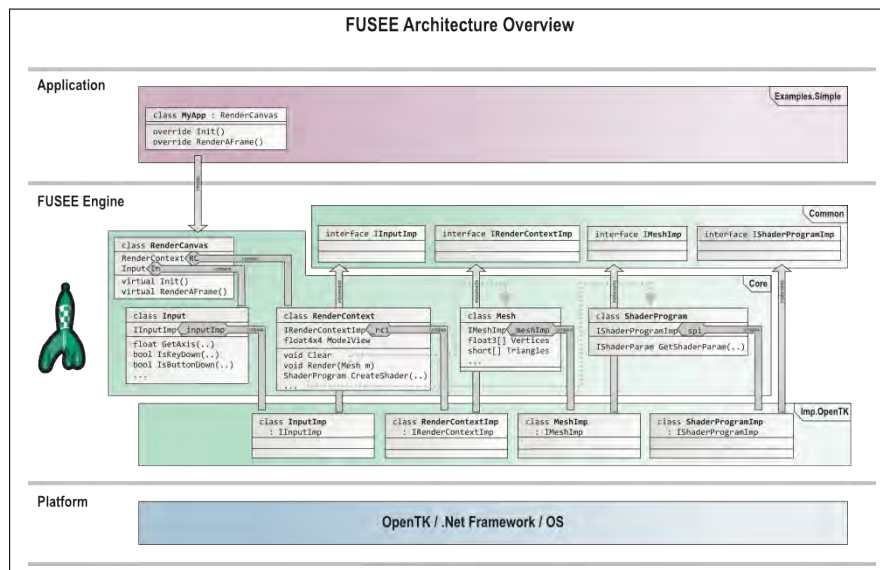 FUSEE Architecture Overview
Application
Examples.Simple
class MyApp : RenderCanvas
override Init()
override RenderAFrame()
FUSEE Engine
Common
interface IInputImp
interface IRenderContextImp
interface IMeshImp
interface IShaderProgramImp
class RenderCanvas
RenderContext RC
Input In
virtual Init()
virtual RenderAFrame()
Core
class Input
IInputImp inputImp
float GetAxis(..)
bool IsKeyDown(..)
bool IsButtonDown(..)
...
class RenderContext
IRenderContextImp rci
float4x4 ModelView
void Clear
void Render(Mesh m)
ShaderProgram CreateShader(..)
...
class Mesh
IMeshImp meshImp
float3[] Vertices
short[] Triangles
...
class ShaderProgram
IShaderProgramImp spi
IShaderParam GetShaderParam(..)
Imp.OpenTK
class InputImp
: IInputImp
class RenderContextImp
: IRenderContextImp
class MeshImp
: IMeshImp
class ShaderProgramImp
: IShaderProgramImp
Platform
OpenTK / .Net Framework / OS